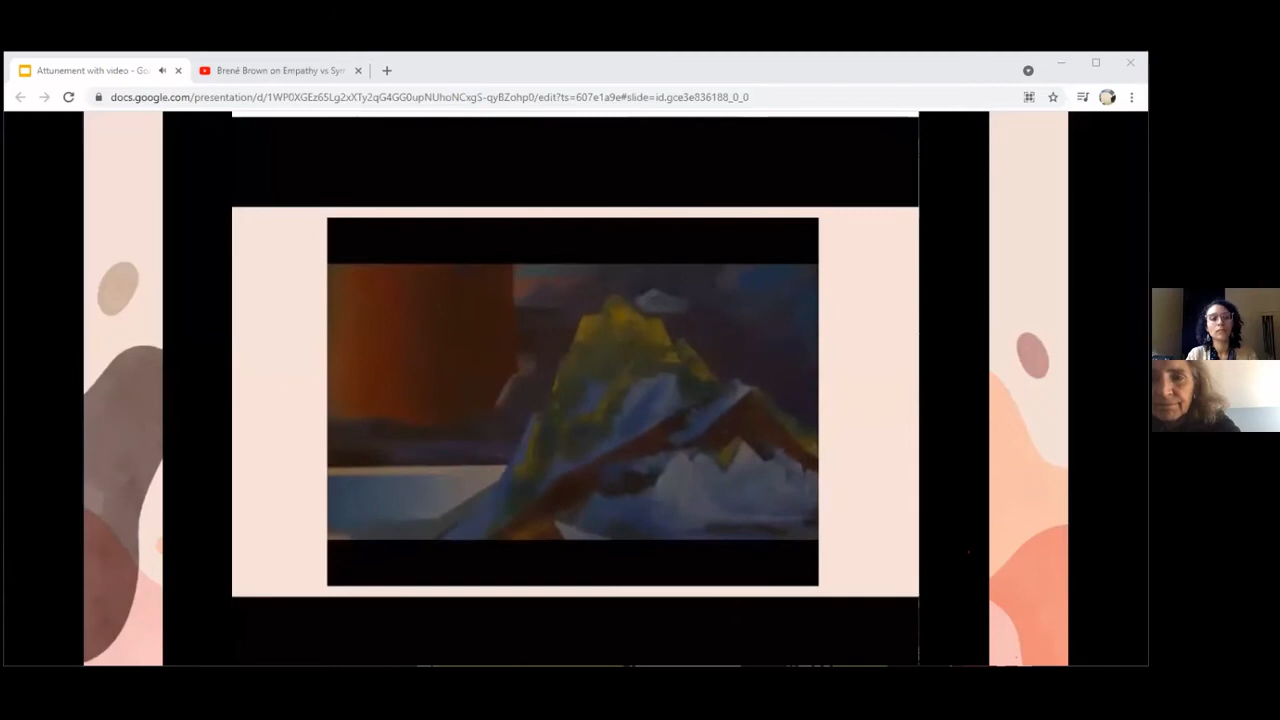 Attunement with video - Go
Brené Brown on Empathy vs Sym
docs.google.com/presentation/d/1WP0XGEz65Lg2xXTy2qG4GG0upNUhoNCxgS-qyBZohp0/edit?ts=607e1a9e#slide=id.gce3e836188_0_0